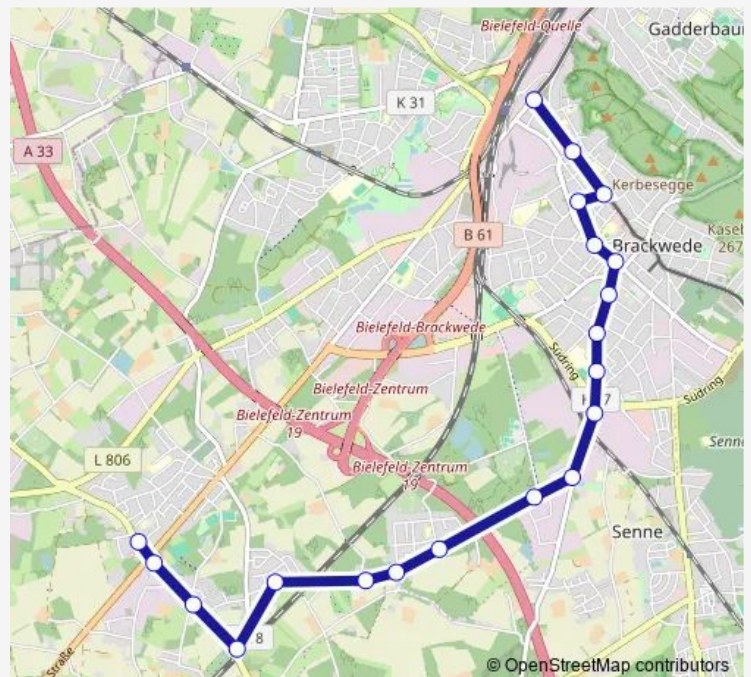 Bielefeld-Quelle
Gadderbaum
K 31
A 33
Kerbesegge
B 61
Brackwede
267
Bielefeld-Brackwede
Südring
Bielefeld-Zentrum
Bielefeld-Zentrum
19
Südring
L 806
Bielefeld-Zentrum
19
Senne
Senne
8
Straße
© OpenStreetMap contributors